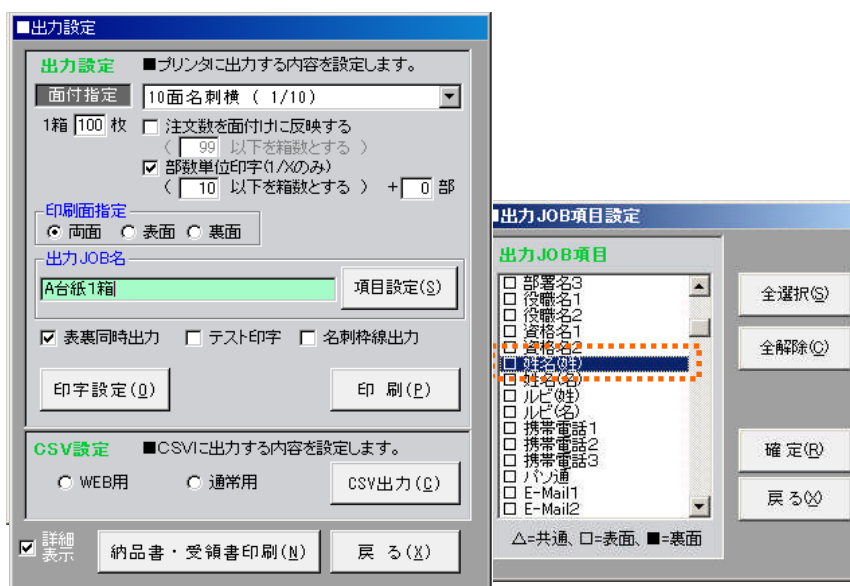 ■出力設定
出力設定 ■プリンタに出力する内容を設定します。
面付指定 10面名刺横 ( 1/10)
1箱 100 枚 注文数を面付けに反映する
( 99 以下を箱数とする )
部数単位印字(1/Xのみ)
( 10 以下を箱数とする ) + 0 部
印刷面指定
両面 表面 裏面
出力JOB名
A台紙1箱 項目設定(S)
表裏同時出力 テスト印字 名刺枠線出力
印字設定(O) 印 刷(P)
CSV設定 ■CSVに出力する内容を設定します。
WEB用 通常用 CSV出力(C)
詳細表示 納品書・受領書印刷(N) 戻 る(X)
■出力JOB項目設定
出力JOB項目
□ 部署名3
□ 役職名1
□ 役職名2
□ 資格名1
□ 資格名2
□ 姓名(姓)
□ 姓名(名)
□ ルビ(姓)
□ ルビ(名)
□ 携帯電話1
□ 携帯電話2
□ 携帯電話3
□ パソ通
□ E-Mail1
□ E-Mail2
△=共通、□=表面、■=裏面
全選択(S)
全解除(C)
確 定(R)
戻 る(X)